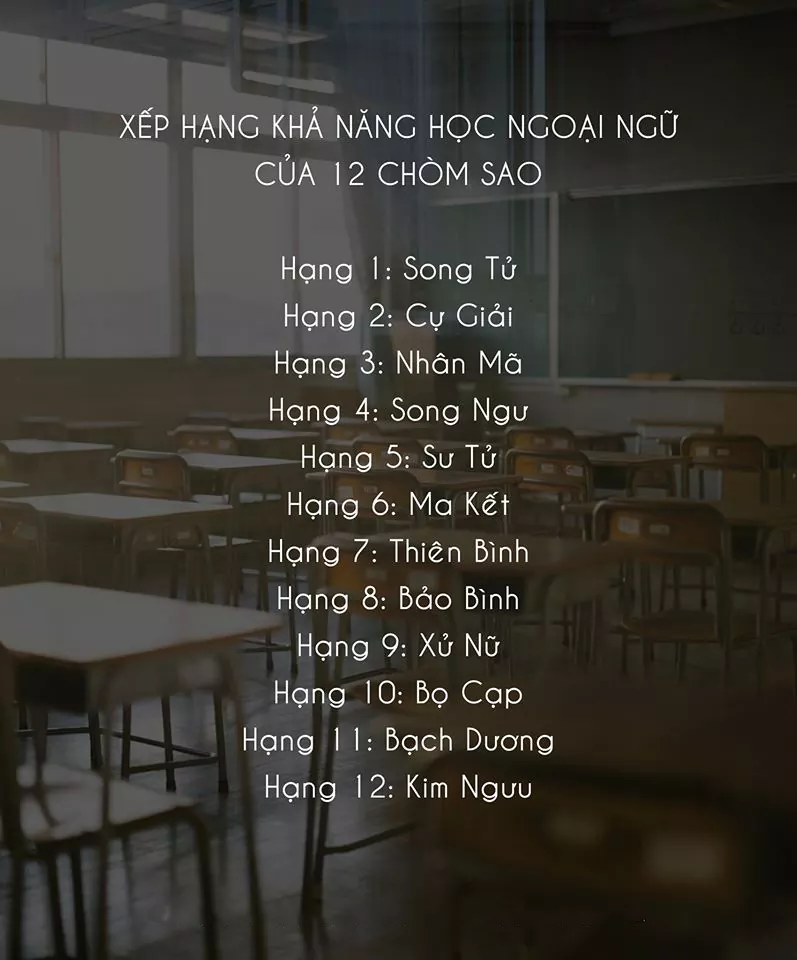 XẾP HẠNG KHẢ NĂNG HỌC NGOẠI NGỮ
CỦA 12 CHÒM SAO
Hạng 1: Song Tử
Hạng 2: Cự Giải
Hạng 3: Nhân Mã
Hạng 4: Song Ngư
Hạng 5: Sư Tử
Hạng 6: Ma Kết
Hạng 7: Thiên Bình
Hạng 8: Bảo Bình
Hạng 9: Xử Nữ
Hạng 10: Bọ Cạp
Hạng 11: Bạch Dương
Hạng 12: Kim Ngưu